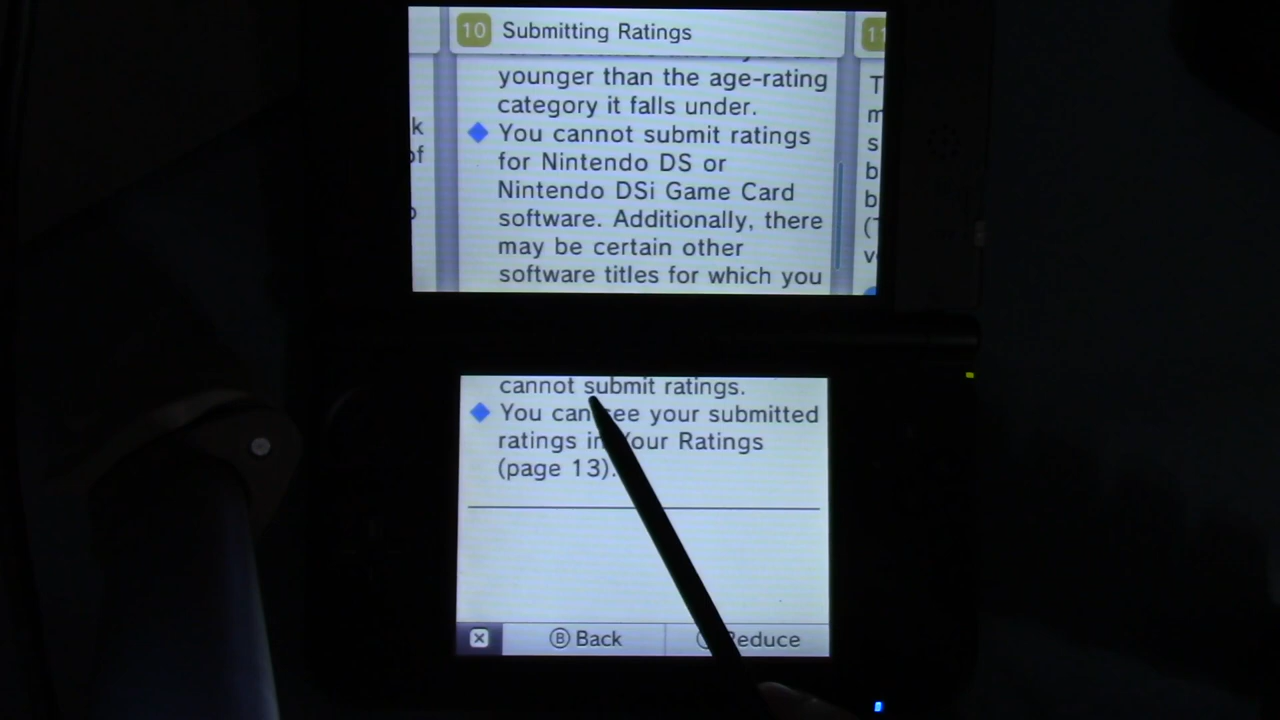 10 Submitting Ratings
11
younger than the age-rating
category it falls under.
You cannot submit ratings
for Nintendo DS or
Nintendo DSi Game Card
software. Additionally, there
may be certain other
software titles for which you
cannot submit ratings.
You can see your submitted
ratings in Your Ratings
(page 13).
B Back
Reduce